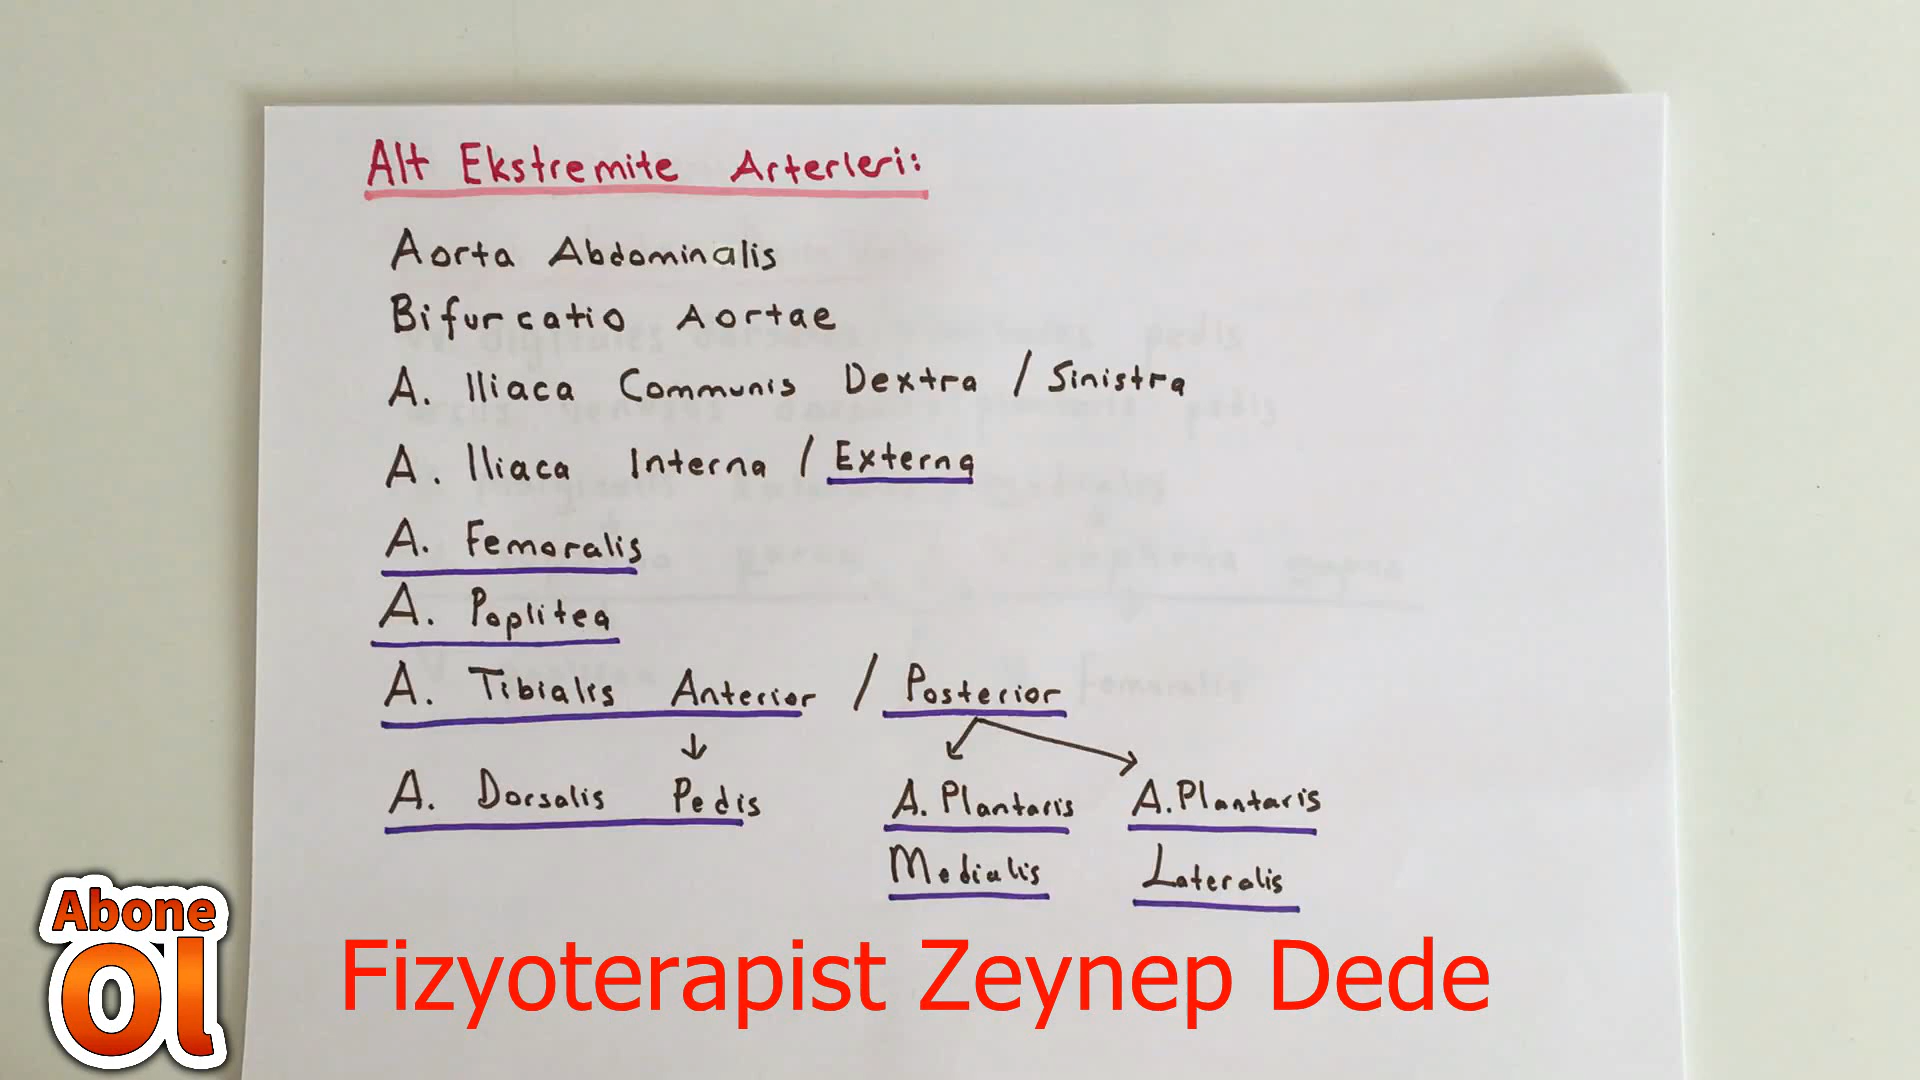 Alt Ekstremite Arterleri:
Aorta Abdominalis
Bifurcatio Aortae
A. Iliaca Communis Dextra / Sinistra
A. Iliaca Interna / Externa
A. Femoralis
A. Poplitea
A. Tibialis Anterior / Posterior
A. Dorsalis Pedis
A. Plantaris Medialis
A. Plantaris Lateralis
Abone
Ol
Fizyoterapist Zeynep Dede